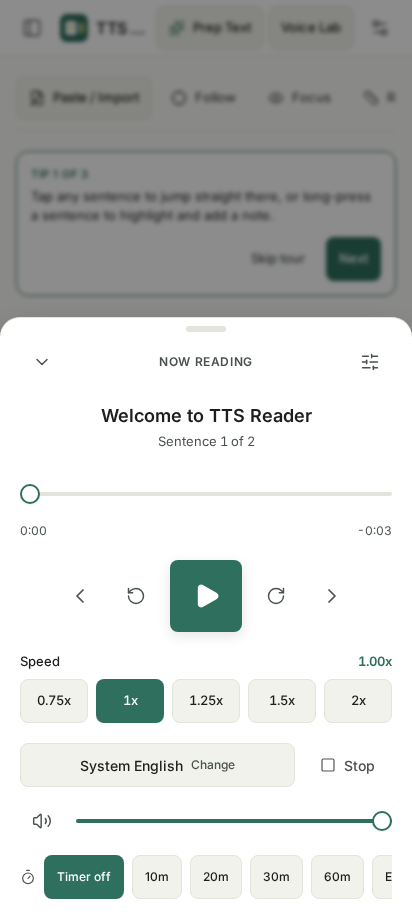 TTS ...
Prep Text
Voice Lab
Paste / Import
Follow
Focus
R
TIP 1 OF 3
Tap any sentence to jump straight there, or long-press
a sentence to highlight and add a note.
Skip tour
Next
NOW READING
Welcome to TTS Reader
Sentence 1 of 2
0:00
-0:03
Speed
1.00x
0.75x
1x
1.25x
1.5x
2x
System English Change
Stop
Timer off
10m
20m
30m
60m
E